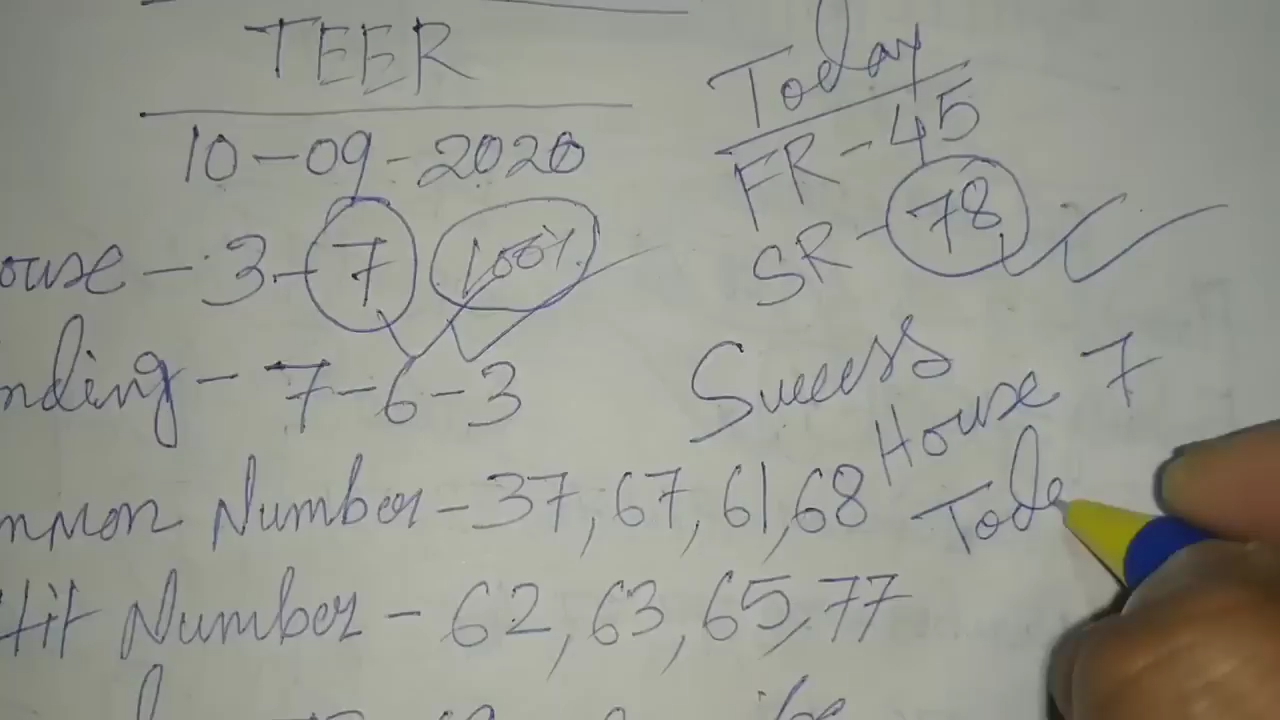 TEER
10-09-2020
ouse - 3-7 100%
nding - 7-6-3
mmon Number - 37, 67, 61, 68
Hit Number - 62, 63, 65, 77
Today
FR - 45
SR - 78
Success
House 7
Toda